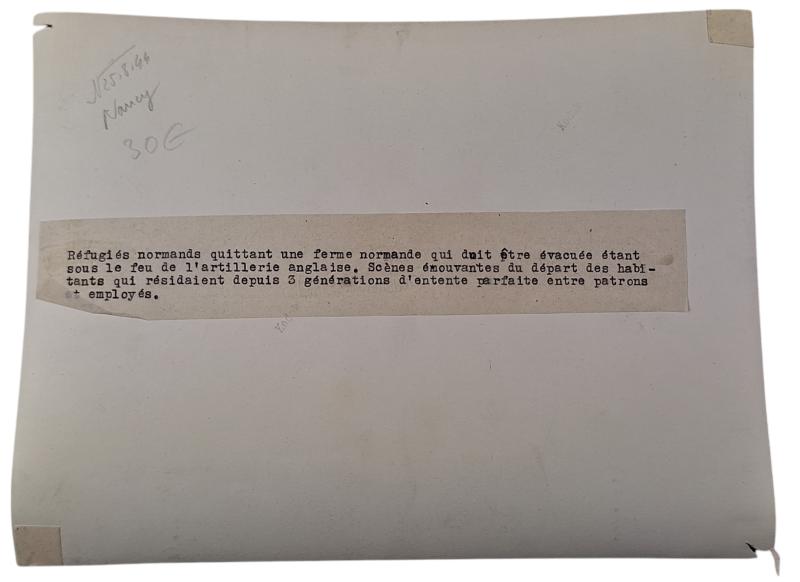 25.8.44
Nancy
30€
Réfugiés normands quittant une ferme normande qui doit être évacuée étant
sous le feu de l'artillerie anglaise. Scènes émouvantes du départ des habi-
tants qui résidaient depuis 3 générations d'entente parfaite entre patrons
et employés.